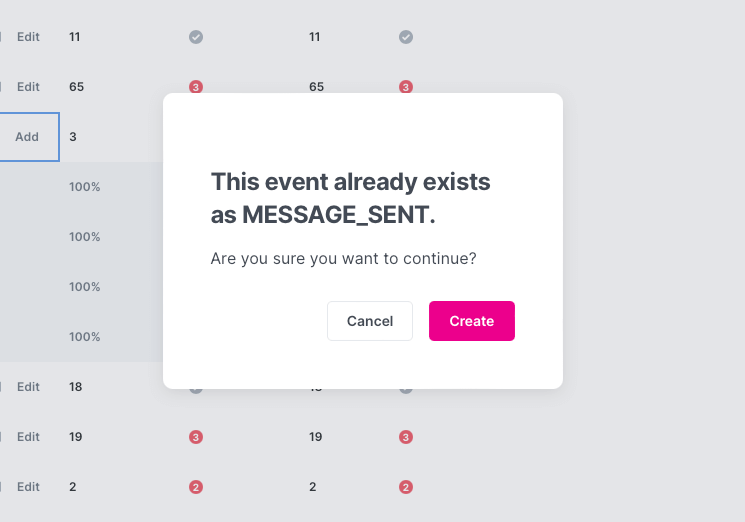 Edit 11 11
Edit 65 3 65 3
Add 3
This event already exists
100%
as MESSAGE_SENT.
100%
Are you sure you want to continue?
100%
Cancel Create
100%
Edit 18
Edit 19 3 19 3
Edit 2 2 2 2